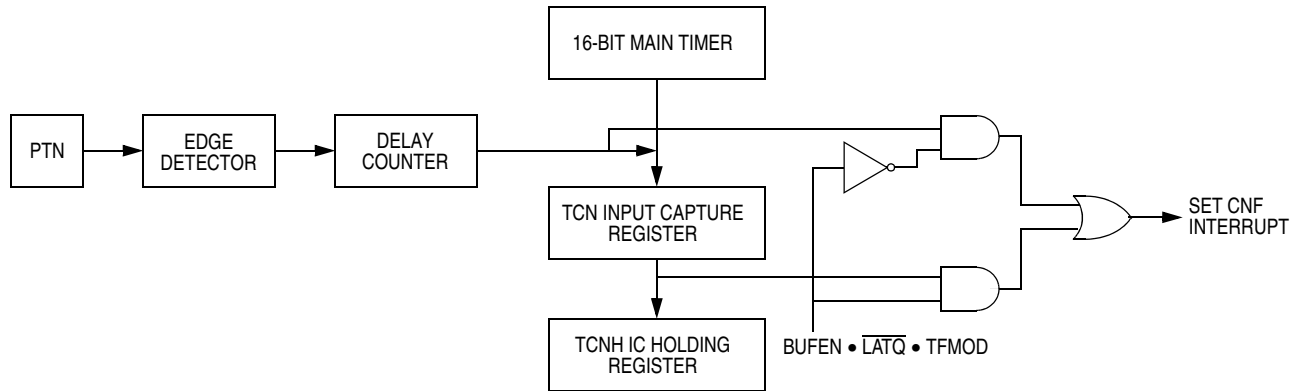 16-BIT MAIN TIMER
PTN
EDGE
DETECTOR
DELAY
COUNTER
TCN INPUT CAPTURE
REGISTER
SET CNF
INTERRUPT
TCNH IC HOLDING
REGISTER
BUFEN • L̅A̅T̅Q̅ • TFMOD